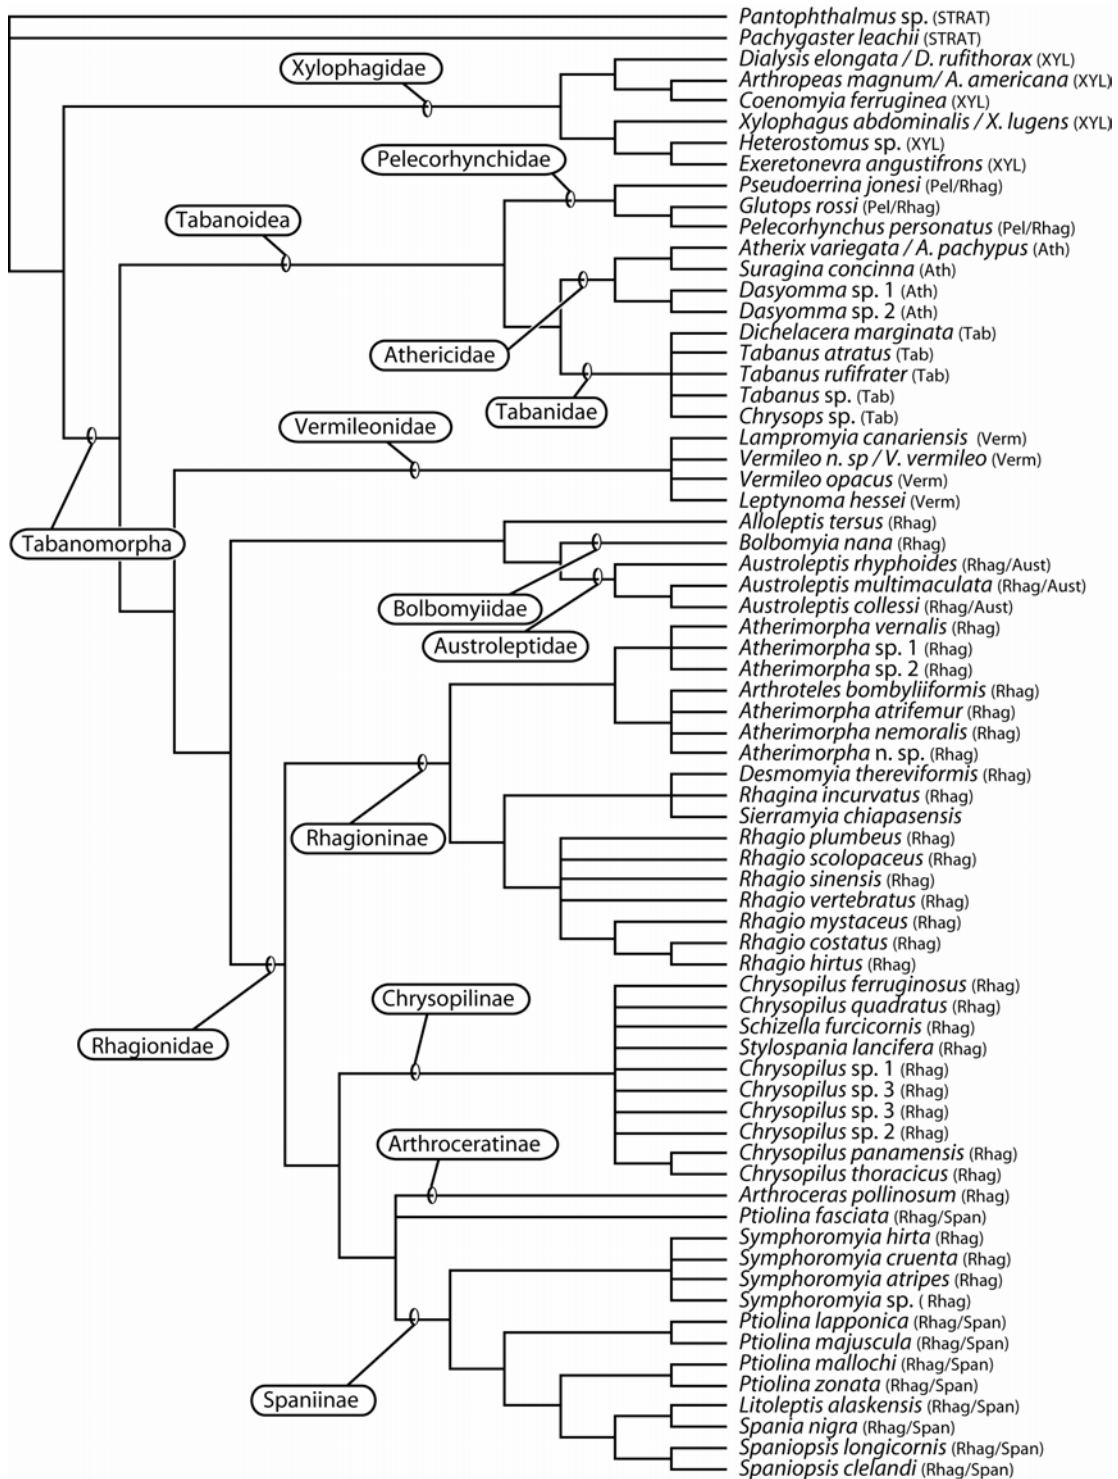 Pantophthalmus sp. (STRAT)
Pachygaster leachii (STRAT)
Dialysis elongata / D. rufithorax (XYL)
Xylophagidae
Arthropeas magnum/ A. americana (XYL)
Coenomyia ferruginea (XYL)
Xylophagus abdominalis / X. lugens (XYL)
Heterostomus sp. (XYL)
Pelecorhynchidae
Exeretonevra angustifrons (XYL)
Pseudoerrina jonesi (Pel/Rhag)
Glutops rossi (Pel/Rhag)
Tabanoidea
Pelecorhynchus personatus (Pel/Rhag)
Atherix variegata / A. pachypus (Ath)
Suragina concinna (Ath)
Dasyomma sp. 1 (Ath)
Dasyomma sp. 2 (Ath)
Dichelacera marginata (Tab)
Athericidae
Tabanus atratus (Tab)
Tabanus rufifrater (Tab)
Tabanus sp. (Tab)
Tabanidae
Chrysops sp. (Tab)
Vermileonidae
Lampromyia canariensis (Verm)
Vermileo n. sp / V. vermileo (Verm)
Vermileo opacus (Verm)
Leptynoma hessei (Verm)
Alloleptis tersus (Rhag)
Tabanomorpha
Bolbomyia nana (Rhag)
Austroleptis rhyphoides (Rhag/Aust)
Austroleptis multimaculata (Rhag/Aust)
Bolbomyiidae
Austroleptis collessi (Rhag/Aust)
Atherimorpha vernalis (Rhag)
Austroleptidae
Atherimorpha sp. 1 (Rhag)
Atherimorpha sp. 2 (Rhag)
Arthroteles bombyliiformis (Rhag)
Atherimorpha atrifemur (Rhag)
Atherimorpha nemoralis (Rhag)
Atherimorpha n. sp. (Rhag)
Desmomyia thereviformis (Rhag)
Rhagina incurvatus (Rhag)
Sierramyia chiapasensis
Rhagioninae
Rhagio plumbeus (Rhag)
Rhagio scolopaceus (Rhag)
Rhagio sinensis (Rhag)
Rhagio vertebratus (Rhag)
Rhagio mystaceus (Rhag)
Rhagio costatus (Rhag)
Rhagio hirtus (Rhag)
Chrysopilus ferruginosus (Rhag)
Chrysopilinae
Chrysopilus quadratus (Rhag)
Schizella furcicornis (Rhag)
Rhagionidae
Stylospania lancifera (Rhag)
Chrysopilus sp. 1 (Rhag)
Chrysopilus sp. 3 (Rhag)
Chrysopilus sp. 3 (Rhag)
Chrysopilus sp. 2 (Rhag)
Arthroceratinae
Chrysopilus panamensis (Rhag)
Chrysopilus thoracicus (Rhag)
Arthroceras pollinosum (Rhag)
Ptiolina fasciata (Rhag/Span)
Symphoromyia hirta (Rhag)
Symphoromyia cruenta (Rhag)
Symphoromyia atripes (Rhag)
Symphoromyia sp. ( Rhag)
Ptiolina lapponica (Rhag/Span)
Ptiolina majuscula (Rhag/Span)
Ptiolina mallochi (Rhag/Span)
Ptiolina zonata (Rhag/Span)
Spaniinae
Litoleptis alaskensis (Rhag/Span)
Spania nigra (Rhag/Span)
Spaniopsis longicornis (Rhag/Span)
Spaniopsis clelandi (Rhag/Span)